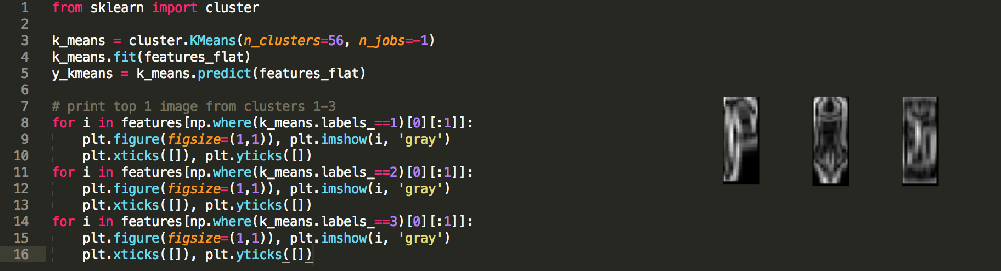 1 from sklearn import cluster
2
3 k_means = cluster.KMeans(n_clusters=56, n_jobs=-1)
4 k_means.fit(features_flat)
5 y_kmeans = k_means.predict(features_flat)
6
7 # print top 1 image from clusters 1-3
8 for i in features[np.where(k_means.labels_==1)[0][:1]]:
9     plt.figure(figsize=(1,1)), plt.imshow(i, 'gray')
10     plt.xticks([]), plt.yticks([])
11 for i in features[np.where(k_means.labels_==2)[0][:1]]:
12     plt.figure(figsize=(1,1)), plt.imshow(i, 'gray')
13     plt.xticks([]), plt.yticks([])
14 for i in features[np.where(k_means.labels_==3)[0][:1]]:
15     plt.figure(figsize=(1,1)), plt.imshow(i, 'gray')
16     plt.xticks([]), plt.yticks([])